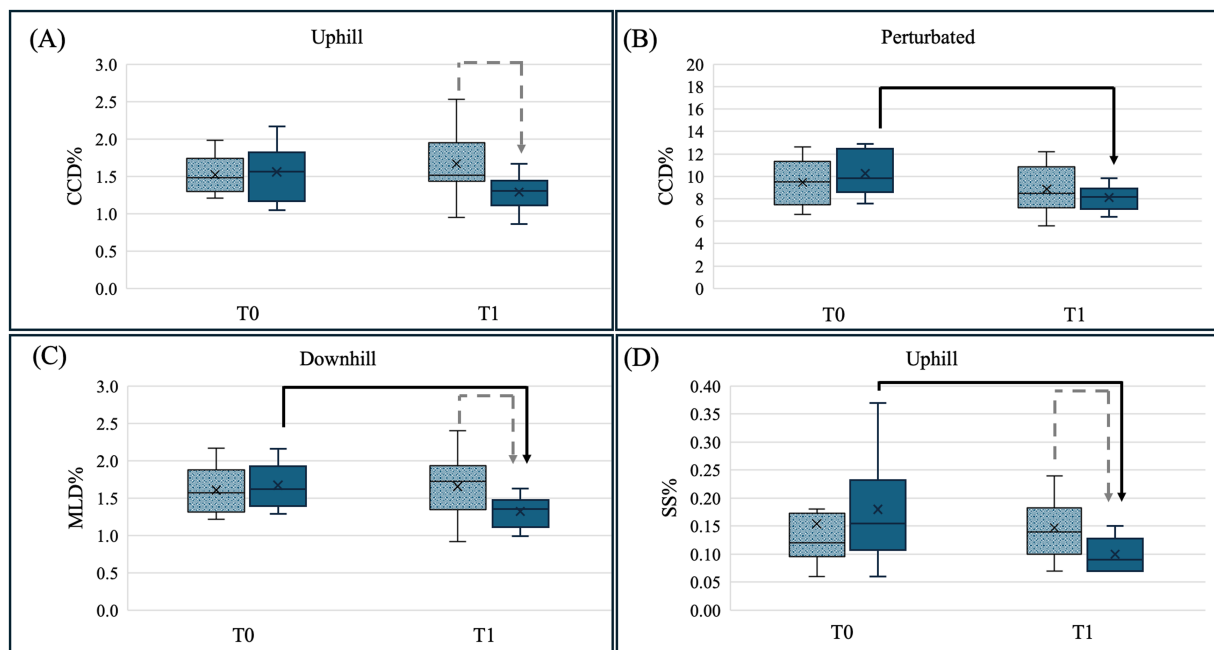 (A)
Uphill
CCD%
3.0
2.5
2.0
1.5
1.0
0.5
0.0
T0 T1
(B)
Perturbated
CCD%
20
18
16
14
12
10
8
6
4
2
0
T0 T1
(C)
Downhill
MLD%
3.0
2.5
2.0
1.5
1.0
0.5
0.0
T0 T1
(D)
Uphill
SS%
0.40
0.35
0.30
0.25
0.20
0.15
0.10
0.05
0.00
T0 T1